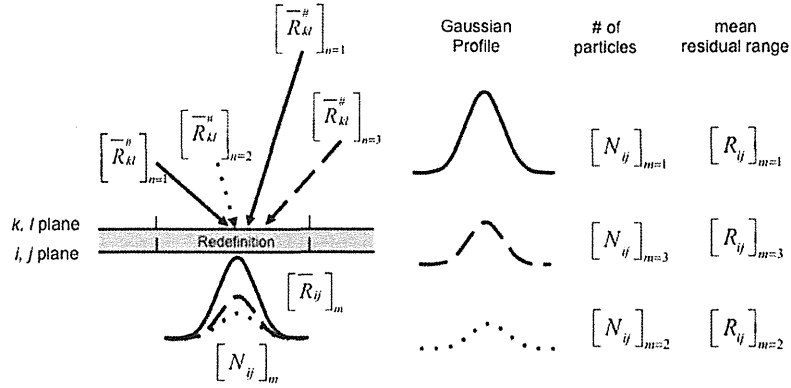 [R̅ₖₗ^#]ₙ₌₁
Gaussian Profile
# of particles
mean residual range
[R̅ₖₗ^#]ₙ₌₂
[R̅ₖₗ^#]ₙ₌₃
[R̅ₖₗ^#]ₙ₌₁
[Nᵢⱼ]ₘ₌₁
[Rᵢⱼ]ₘ₌₁
k, l plane
Redefinition
i, j plane
[Nᵢⱼ]ₘ₌₃
[Rᵢⱼ]ₘ₌₃
[R̅ᵢⱼ]ₘ
[Nᵢⱼ]ₘ₌₂
[Rᵢⱼ]ₘ₌₂
[Nᵢⱼ]ₘ